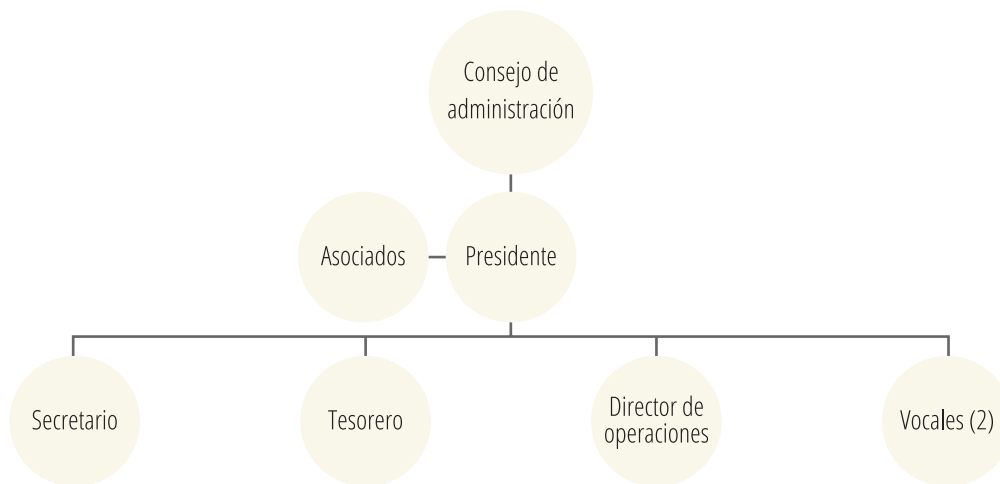 Consejo de
administración
Asociados
Presidente
Secretario
Tesorero
Director de
operaciones
Vocales (2)